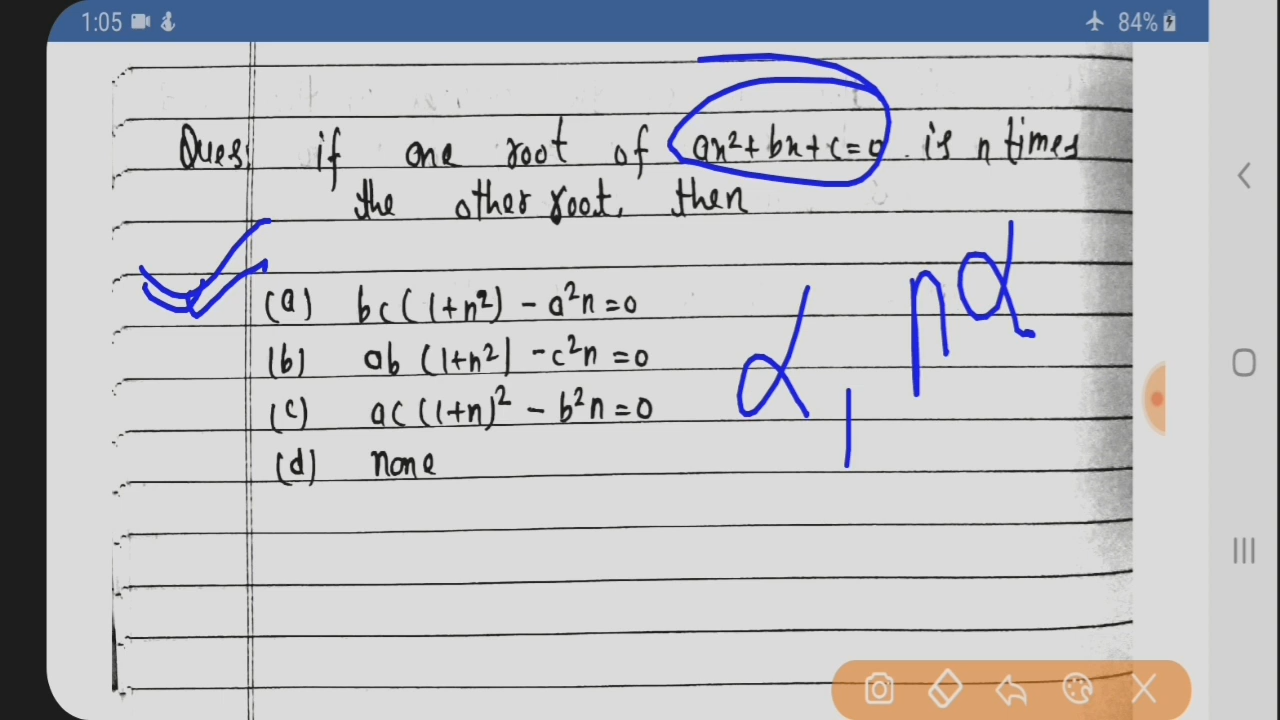 1:05 84%
Ques: if one root of ax²+bx+c=0 is n times
the other root, then
(a) bc((1+n²) - a²n=0
(b) ab (1+n²) - c²n=0
(c) ac (1+n)² - b²n=0
(d) none
α, nα